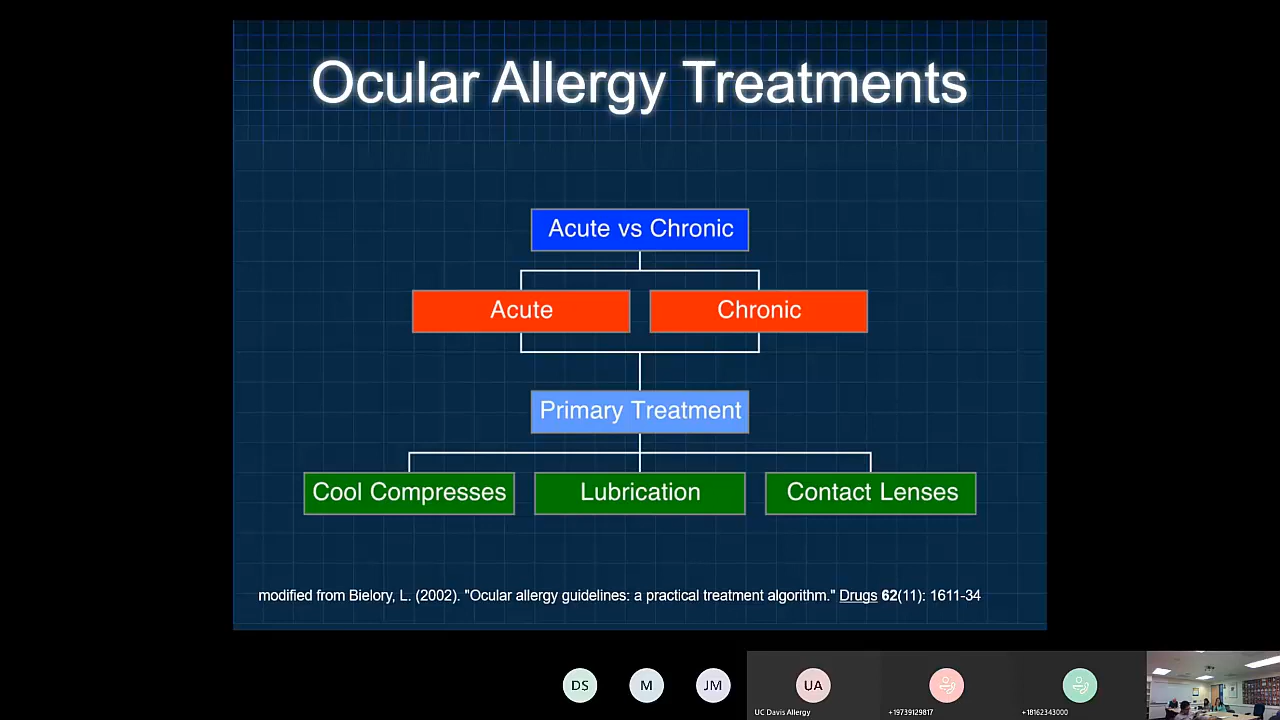 Ocular Allergy Treatments
Acute vs Chronic
Acute
Chronic
Primary Treatment
Cool Compresses
Lubrication
Contact Lenses
modified from Bielory, L. (2002). "Ocular allergy guidelines: a practical treatment algorithm." Drugs 62(11): 1611-34
DS
M
JM
UA
UC Davis Allergy
+19739129817
+18162343000